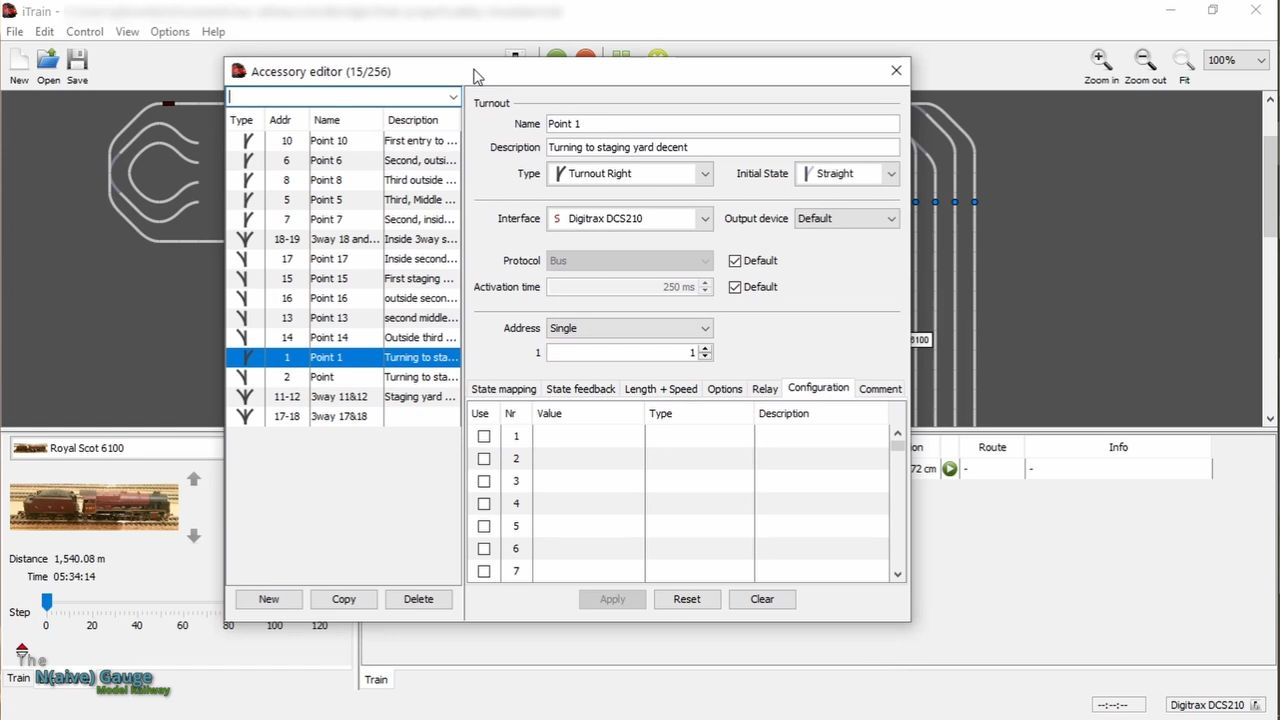 iTrain -
File Edit Control View Options Help
New Open Save
Zoom in Zoom out Fit 100%
Accessory editor (15/256)
Type Addr Name Description
10 Point 10 First entry to ...
6 Point 6 Second, outsi...
8 Point 8 Third outside ...
5 Point 5 Third, Middle ...
7 Point 7 Second, insid...
18-19 3way 18 and... Inside 3way s...
17 Point 17 Inside second...
15 Point 15 First staging ...
16 Point 16 outside secon...
13 Point 13 second middle...
14 Point 14 Outside third ...
1 Point 1 Turning to sta...
2 Point Turning to sta...
11-12 3way 11&12 Staging yard ...
17-18 3way 17&18
New Copy Delete
Turnout
Name Point 1
Description Turning to staging yard decent
Type Turnout Right Initial State Straight
Interface S Digitrax DCS210 Output device Default
Protocol Bus Default
Activation time 250 ms Default
Address Single
1 1
State mapping State feedback Length + Speed Options Relay Configuration Comment
Use Nr Value Type Description
1
2
3
4
5
6
7
Apply Reset Clear
6100
Royal Scot 6100
Distance 1,540.08 m
Time 05:34:14
Step
0 20 40 60 80 100 120
Train
on Route Info
72 cm - -
Train
The
N(aive) Gauge
Model Railway
--:--:-- Digitrax DCS210